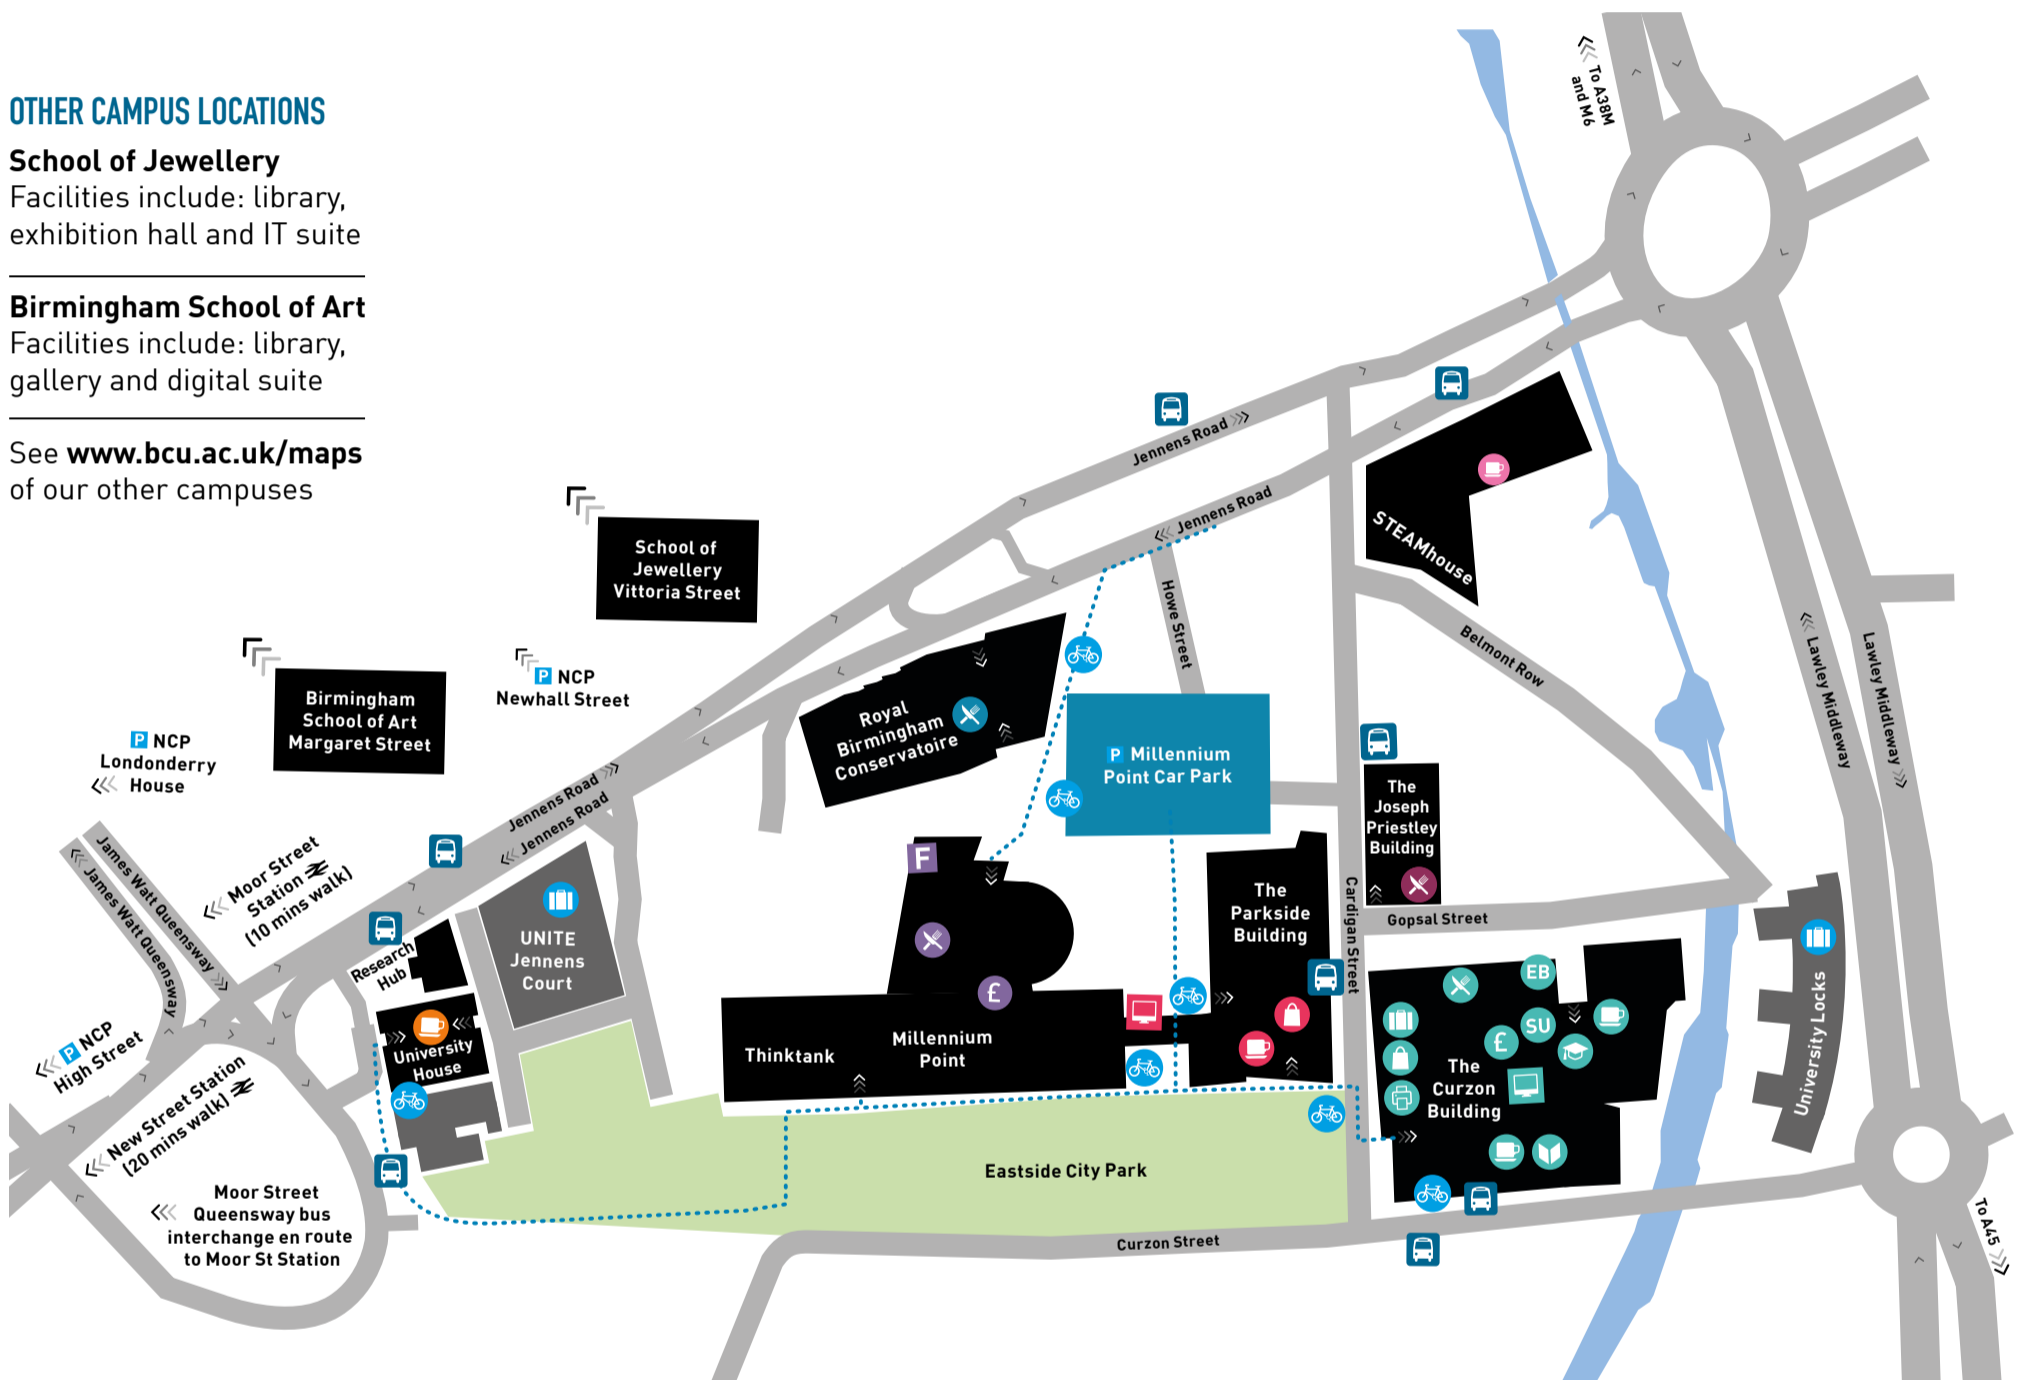 OTHER CAMPUS LOCATIONS
School of Jewellery
Facilities include: library,
exhibition hall and IT suite
Birmingham School of Art
Facilities include: library,
gallery and digital suite
See www.bcu.ac.uk/maps
of our other campuses
To A38M
and M6
Jennens Road
Jennens Road
STEAMhouse
School of
Jewellery
Vittoria Street
Howe Street
Belmont Row
Lawley Middleway
Lawley Middleway
P NCP
Newhall Street
Birmingham
School of Art
Margaret Street
P NCP
Londonderry
House
Royal
Birmingham
Conservatoire
P Millennium
Point Car Park
The
Joseph
Priestley
Building
Jennens Road
Jennens Road
James Watt Queensway
James Watt Queensway
Moor Street
Station
(10 mins walk)
F
The
Parkside
Building
Cardigan Street
Gopsal Street
Research
Hub
UNITE
Jennens
Court
£
EB
SU
£
University Locks
University
House
Thinktank
Millennium
Point
The
Curzon
Building
P NCP
High Street
New Street Station
(20 mins walk)
Eastside City Park
Moor Street
Queensway bus
interchange en route
to Moor St Station
Curzon Street
To A45